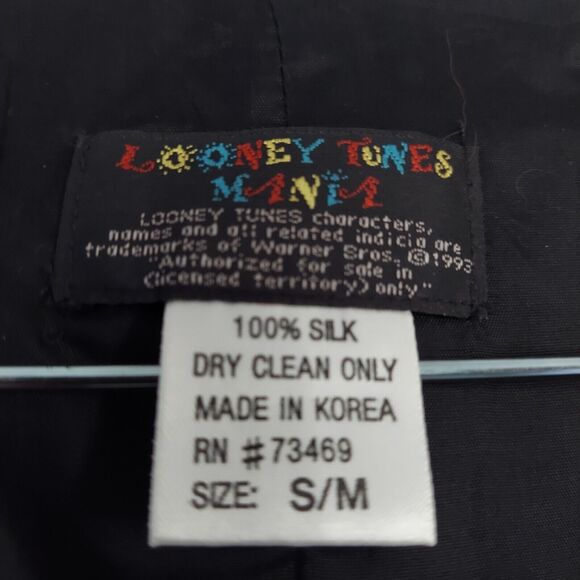 LOONEY TUNES
MANiA
LOONEY TUNES characters,
names and all related indicia are
trademarks of Warner Bros. ©1993
"Authorized for sale in
(licensed territory) only"
100% SILK
DRY CLEAN ONLY
MADE IN KOREA
RN # 73469
SIZE: S/M